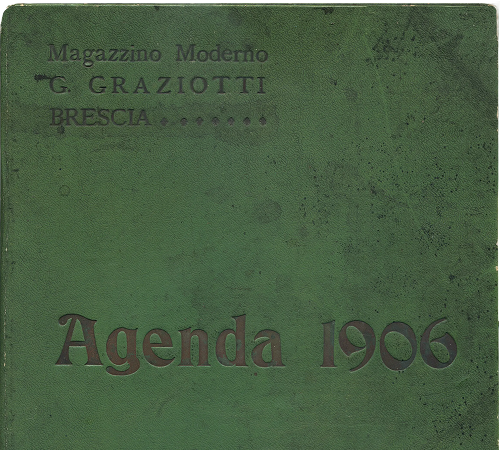 Magazzino Moderno
G. GRAZIOTTI
BRESCIA .......
Agenda 1906